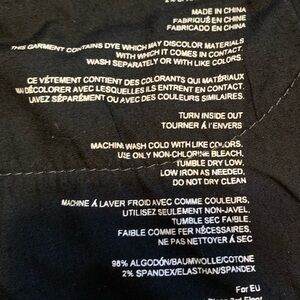 MADE IN CHINA
FABRIQUÉ EN CHINE
FABRICADO EN CHINA
THIS GARMENT CONTAINS DYE WHICH MAY DISCOLOR MATERIALS
WITH WHICH IT COMES IN CONTACT.
WASH SEPARATELY OR WITH LIKE COLORS.
CE VÊTEMENT CONTIENT DES COLORANTS QUI MATÉRIAUX
DÉCOLORER AVEC LESQUELLES ILS ENTRENT EN CONTACT.
LAVEZ SÉPARÉMENT OU AVEC DES COULEURS SIMILAIRES.
TURN INSIDE OUT
TOURNER À L'ENVERS
MACHINE WASH COLD WITH LIKE COLORS.
USE ONLY NON-CHLORINE BLEACH.
TUMBLE DRY LOW.
LOW IRON AS NEEDED,
DO NOT DRY CLEAN
MACHINE À LAVER FROID AVEC COMME COULEURS,
UTILISEZ SEULEMENT NON-JAVEL,
TUMBLE SEC FAIBLE.
FAIBLE COMME FER NÉCESSAIRES,
NE PAS NETTOYER À SEC
98% ALGODÓN/BAUMWOLLE/COTONE
2% SPANDEX/ELASTHAN/SPANDEX
For EU